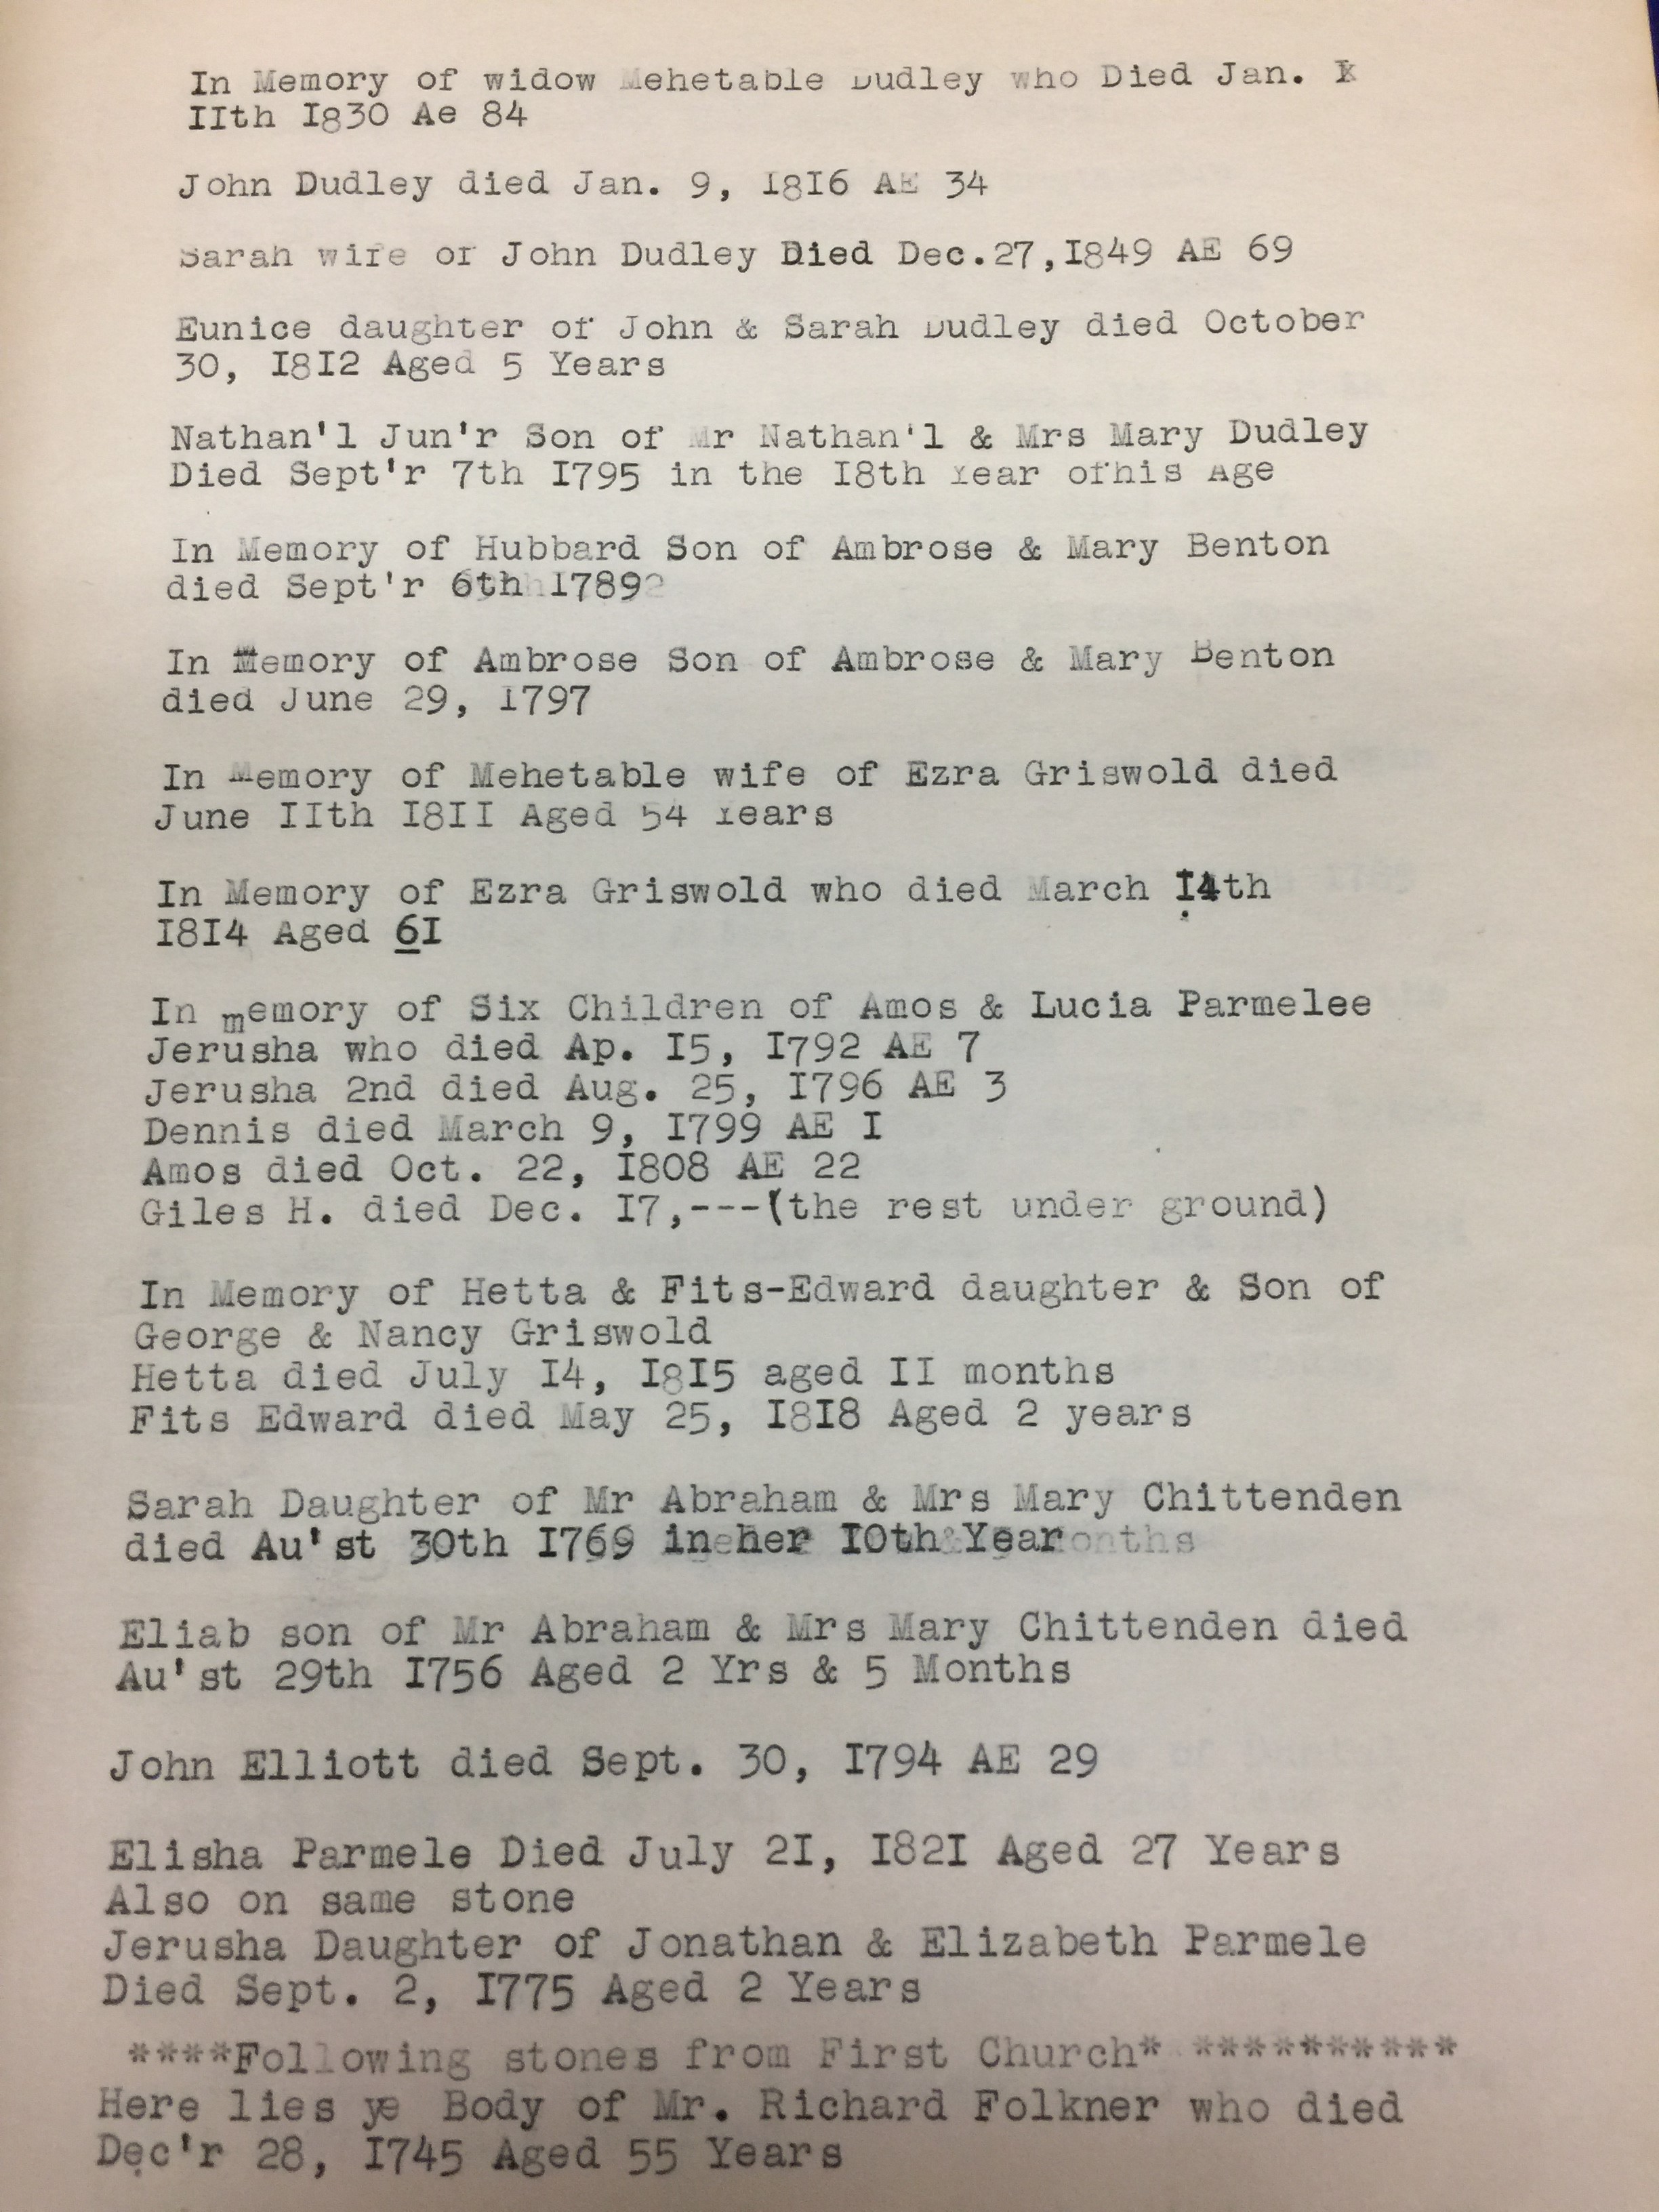 In Memory of widow Mehetable Dudley who Died Jan.
IIth I830 Ae 84
John Dudley died Jan. 9, I8I6 AE 34
Sarah wife of John Dudley Died Dec.27,I849 AE 69
Eunice daughter of John & Sarah Dudley died October
30, I8I2 Aged 5 Years
Nathan'l Jun'r Son of Mr Nathan'l & Mrs Mary Dudley
Died Sept'r 7th I795 in the I8th Year ofhis Age
In Memory of Hubbard Son of Ambrose & Mary Benton
died Sept'r 6th I789
In Memory of Ambrose Son of Ambrose & Mary Benton
died June 29, I797
In Memory of Mehetable wife of Ezra Griswold died
June IIth I8II Aged 54 Years
In Memory of Ezra Griswold who died March I4th
I8I4 Aged 6I
In memory of Six Children of Amos & Lucia Parmelee
Jerusha who died Ap. I5, I792 AE 7
Jerusha 2nd died Aug. 25, I796 AE 3
Dennis died March 9, I799 AE I
Amos died Oct. 22, I808 AE 22
Giles H. died Dec. I7,---(the rest under ground)
In Memory of Hetta & Fits-Edward daughter & Son of
George & Nancy Griswold
Hetta died July I4, I8I5 aged II months
Fits Edward died May 25, I8I8 Aged 2 years
Sarah Daughter of Mr Abraham & Mrs Mary Chittenden
died Au'st 30th I769 in her I0th Year
Eliab son of Mr Abraham & Mrs Mary Chittenden died
Au'st 29th I756 Aged 2 Yrs & 5 Months
John Elliott died Sept. 30, I794 AE 29
Elisha Parmele Died July 2I, I82I Aged 27 Years
Also on same stone
Jerusha Daughter of Jonathan & Elizabeth Parmele
Died Sept. 2, I775 Aged 2 Years
****Following stones from First Church* **********
Here lies ye Body of Mr. Richard Folkner who died
Dec'r 28, I745 Aged 55 Years